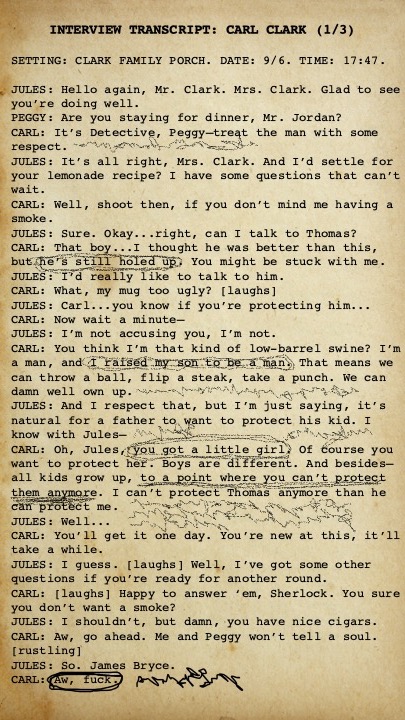 INTERVIEW TRANSCRIPT: CARL CLARK (1/3)
SETTING: CLARK FAMILY PORCH. DATE: 9/6. TIME: 17:47.
JULES: Hello again, Mr. Clark. Mrs. Clark. Glad to see
you're doing well.
PEGGY: Are you staying for dinner, Mr. Jordan?
CARL: It's Detective, Peggy—treat the man with some
respect.
JULES: It's all right, Mrs. Clark. And I'd settle for
your lemonade recipe? I have some questions that can't
wait.
CARL: Well, shoot then, if you don't mind me having a
smoke.
JULES: Sure. Okay...right, can I talk to Thomas?
CARL: That boy...I thought he was better than this,
but he's still holed up. You might be stuck with me.
JULES: I'd really like to talk to him.
CARL: What, my mug too ugly? [laughs]
JULES: Carl...you know if you're protecting him...
CARL: Now wait a minute—
JULES: I'm not accusing you, I'm not.
CARL: You think I'm that kind of low-barrel swine? I'm
a man, and I raised my son to be a man. That means we
can throw a ball, flip a steak, take a punch. We can
damn well own up.
JULES: And I respect that, but I'm just saying, it's
natural for a father to want to protect his kid. I
know with Jules—
CARL: Oh, Jules, you got a little girl. Of course you
want to protect her. Boys are different. And besides—
all kids grow up, to a point where you can't protect
them anymore. I can't protect Thomas anymore than he
can protect me.
JULES: Well...
CARL: You'll get it one day. You're new at this, it'll
take a while.
JULES: I guess. [laughs] Well, I've got some other
questions if you're ready for another round.
CARL: [laughs] Happy to answer 'em, Sherlock. You sure
you don't want a smoke?
JULES: I shouldn't, but damn, you have nice cigars.
CARL: Aw, go ahead. Me and Peggy won't tell a soul.
[rustling]
JULES: So. James Bryce.
CARL: Aw, fuck.